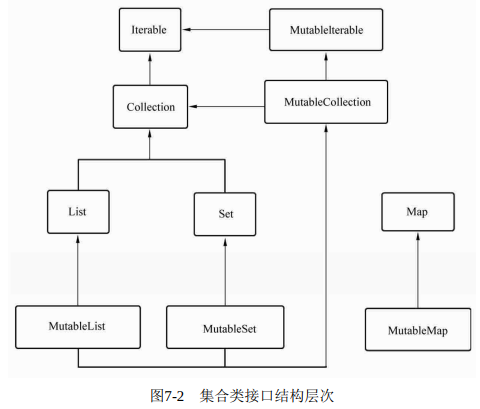 Iterable
MutableIterable
Collection
MutableCollection
List
Set
Map
MutableList
MutableSet
MutableMap
图7-2 集合类接口结构层次